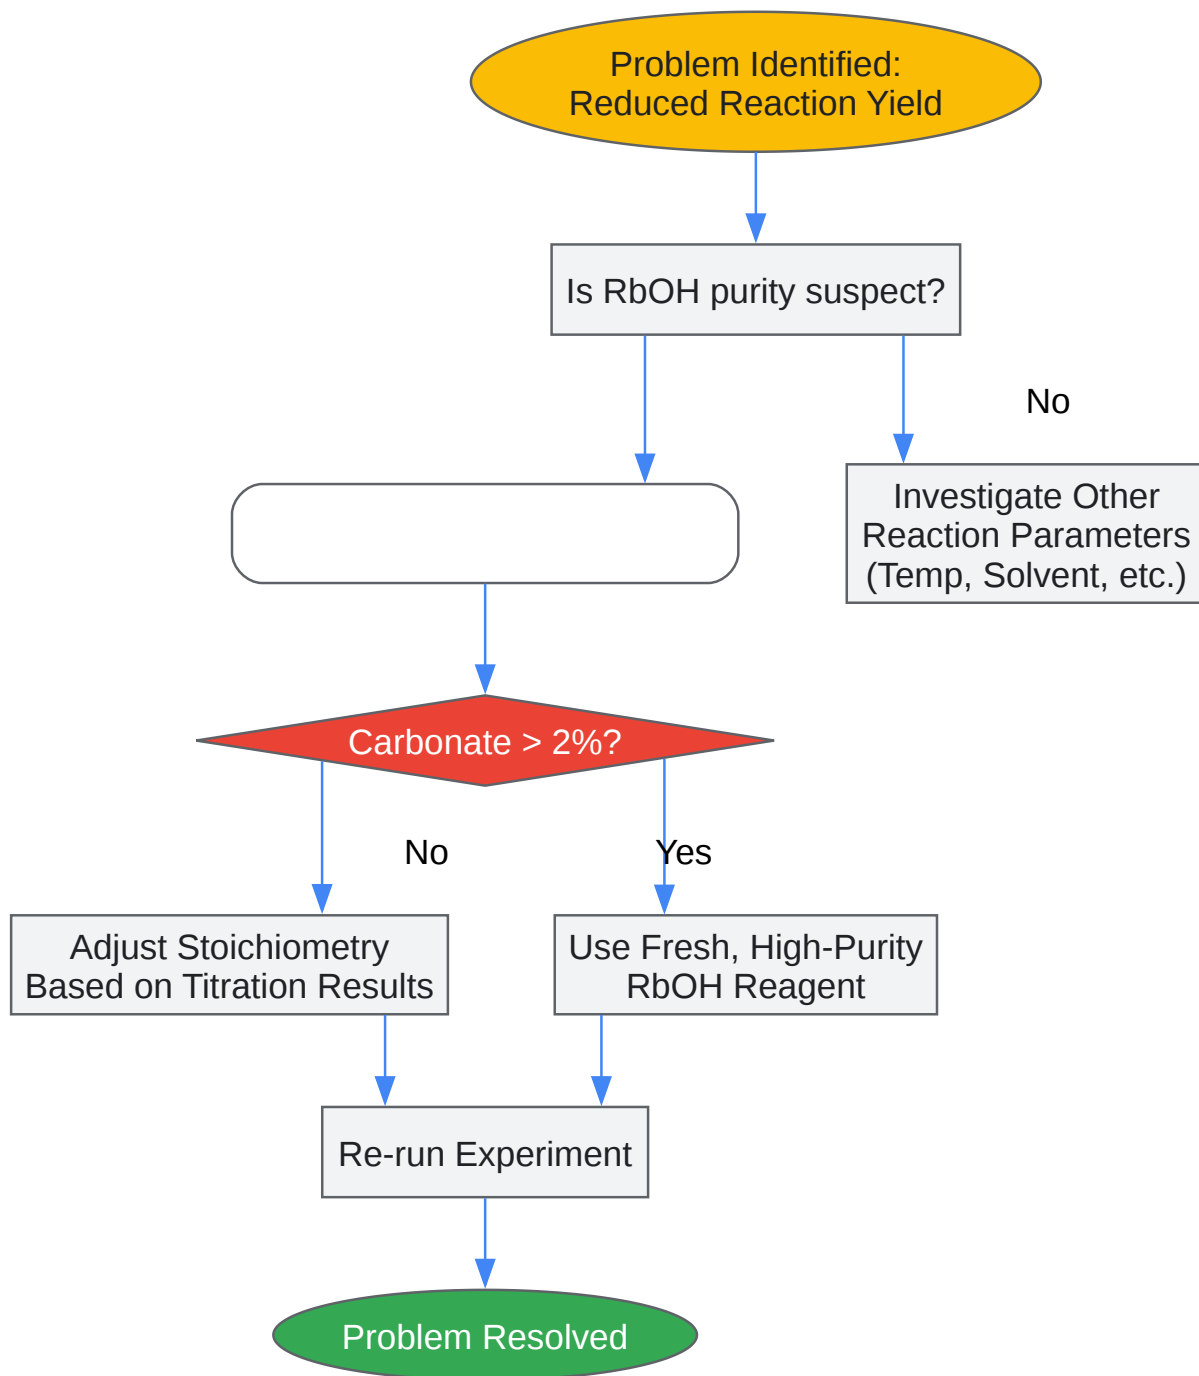 Problem Identified:
Reduced Reaction Yield
Is RbOH purity suspect?
No
Investigate Other
Reaction Parameters
(Temp, Solvent, etc.)
Carbonate > 2%?
No
Yes
Adjust Stoichiometry
Based on Titration Results
Use Fresh, High-Purity
RbOH Reagent
Re-run Experiment
Problem Resolved